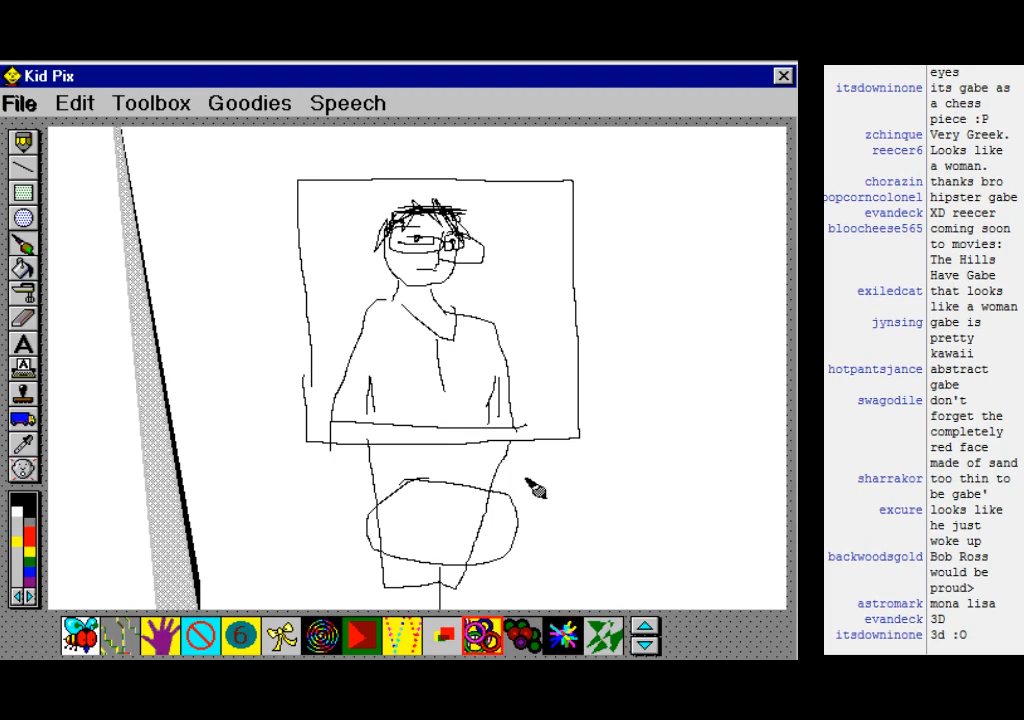 Kid Pix
File Edit Toolbox Goodies Speech
A
A
6
eyes
itsdowninone its gabe as
a chess
piece :P
zchinque Very Greek.
reecer6 Looks like
a woman.
chorazin thanks bro
popcorncolonel hipster gabe
evandeck XD reecer
bloocheese565 coming soon
to movies:
The Hills
Have Gabe
exiledcat that looks
like a woman
jynsing gabe is
pretty
kawaii
hotpantsjance abstract
gabe
swagodile don't
forget the
completely
red face
made of sand
sharrakor too thin to
be gabe'
excure looks like
he just
woke up
backwoodsgold Bob Ross
would be
proud>
astromark mona lisa
evandeck 3D
itsdowninone 3d :O